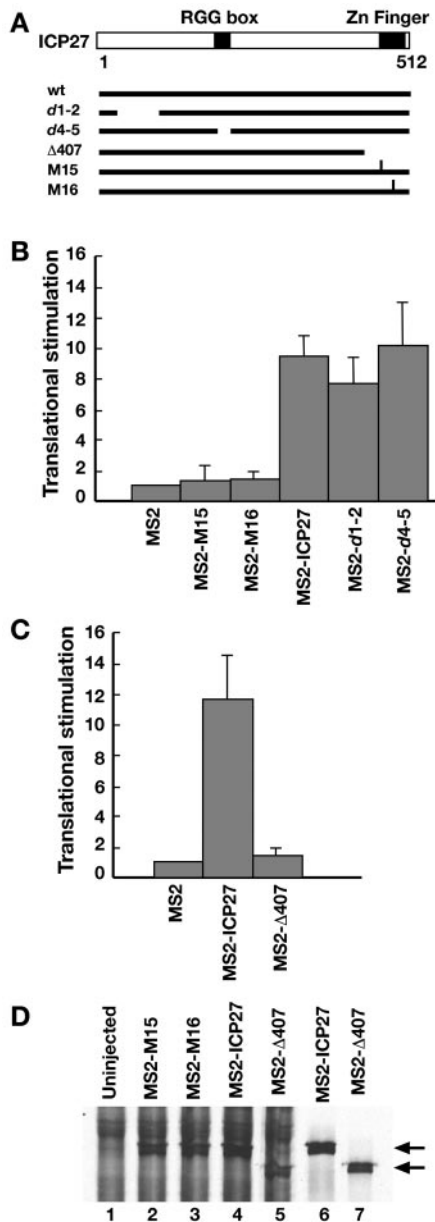 A
RGG box Zn Finger
ICP27
1 512
wt
d1-2
d4-5
Δ407
M15
M16
B
Translational stimulation
16
14
12
10
8
6
4
2
0
MS2
MS2-M15
MS2-M16
MS2-ICP27
MS2-d1-2
MS2-d4-5
C
Translational stimulation
16
14
12
10
8
6
4
2
0
MS2
MS2-ICP27
MS2-Δ407
D
Uninjected
MS2-M15
MS2-M16
MS2-ICP27
MS2-Δ407
MS2-ICP27
MS2-Δ407
1 2 3 4 5 6 7